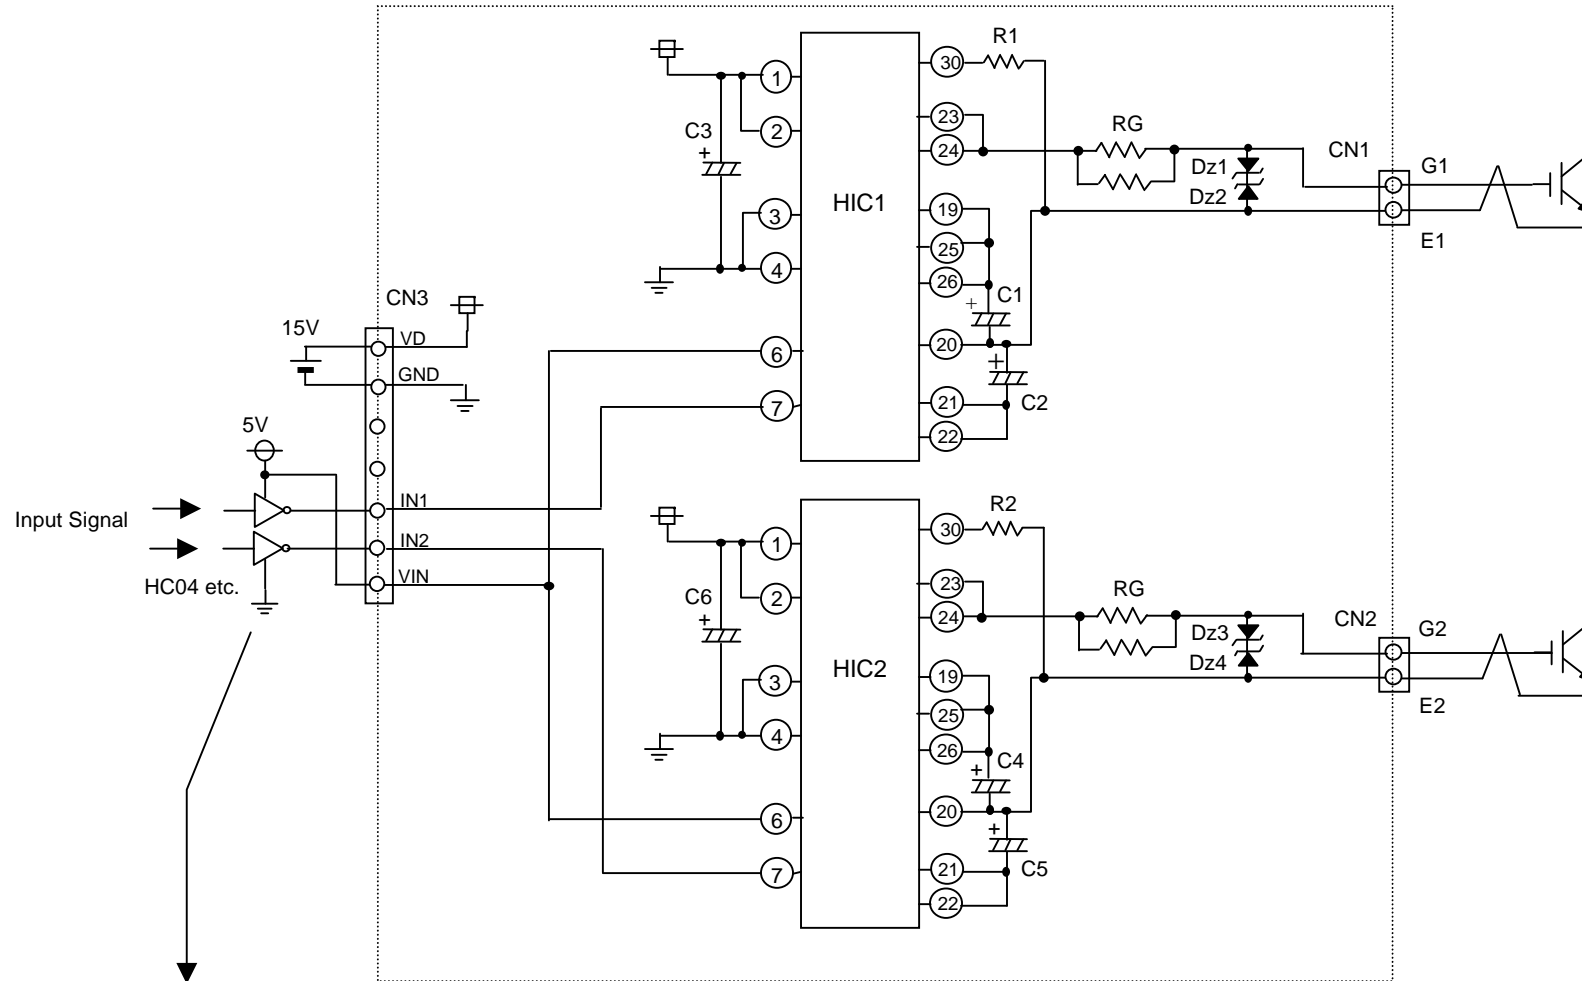 R1
30
1
23
C3
+
2
24
RG
CN1
G1
Dz1
Dz2
HIC1
19
3
25
E1
4
26
C1
+
CN3
15V
VD
20
6
+
GND
C2
21
7
5V
22
IN1
Input Signal
R2
30
1
IN2
VIN
HC04 etc.
23
C6
+
2
24
RG
CN2
G2
Dz3
Dz4
HIC2
19
3
25
E2
4
26
C4
+
20
6
+
C5
21
7
22